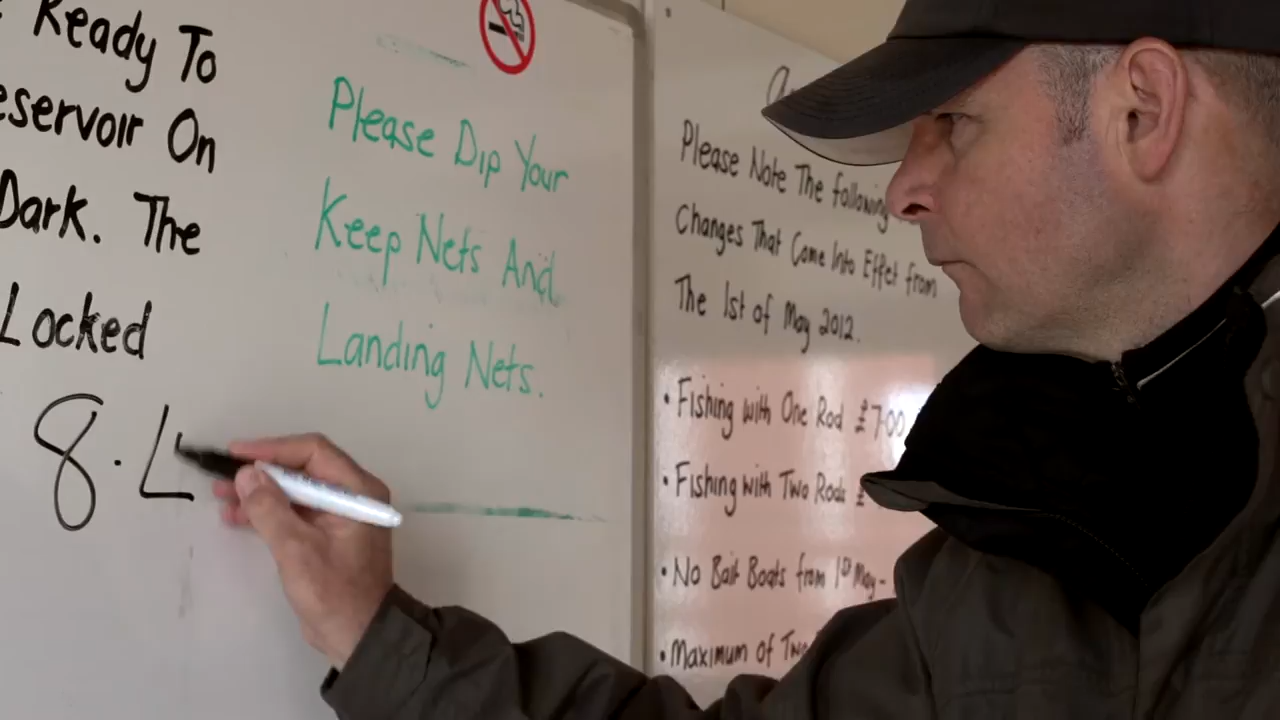 Ready To
eservoir On
Dark. The
Locked
8.4
Please Dip Your
Keep Nets And
Landing Nets.
Please Note The following
Changes That Come Into Effet from
The 1st of May 2012.
• Fishing with One Rod £7.00
• Fishing with Two Rods £
• No Bait Boats from 1st May-
• Maximum of Two